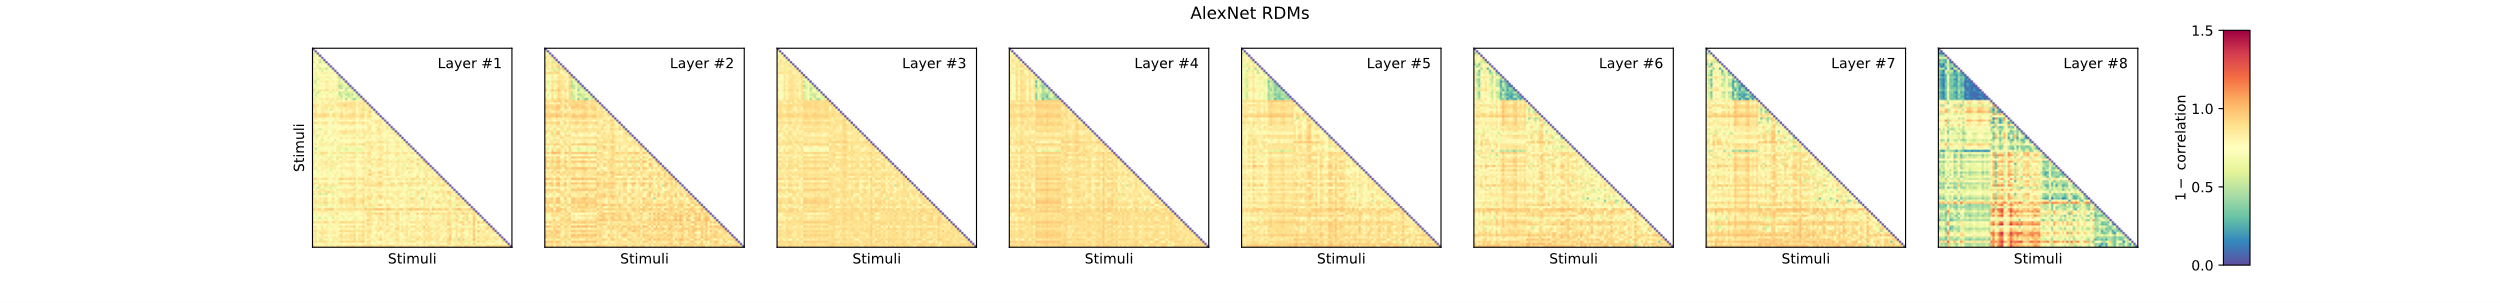 AlexNet RDMs
Layer #1
Layer #2
Layer #3
Layer #4
Layer #5
Layer #6
Layer #7
Layer #8
Stimuli
Stimuli
Stimuli
Stimuli
Stimuli
Stimuli
Stimuli
Stimuli
Stimuli
1.5
1.0
0.5
0.0
1 − correlation